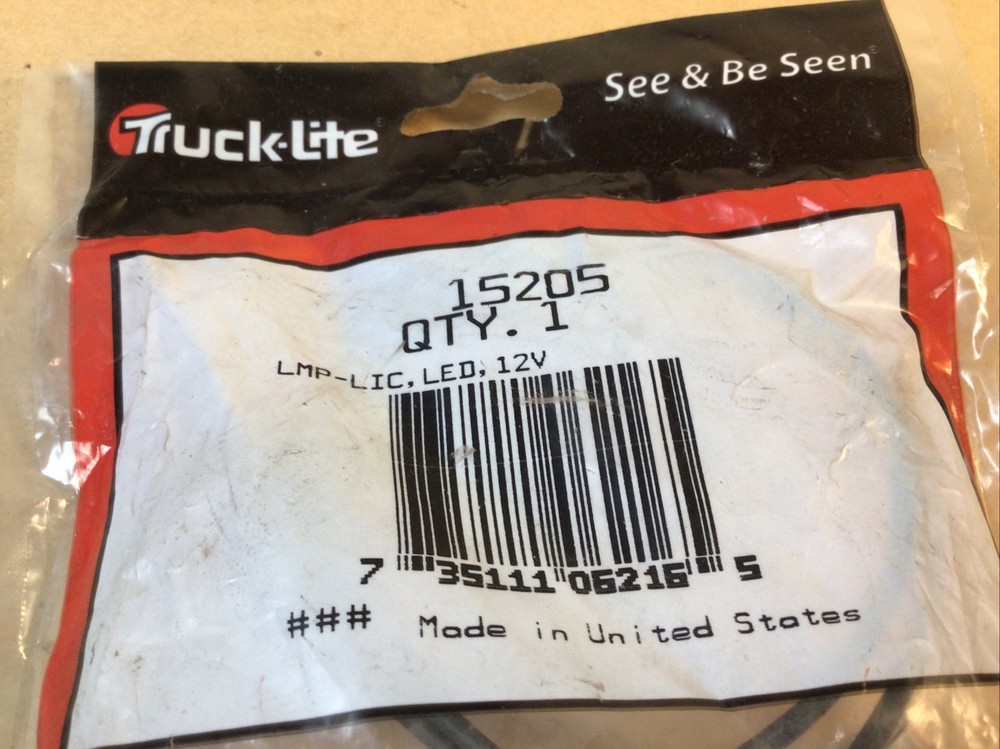 Truck-Lite®
See & Be Seen®
15205
QTY. 1
LMP-LIC, LED, 12V
7 35111 06216 5
### Made in United States